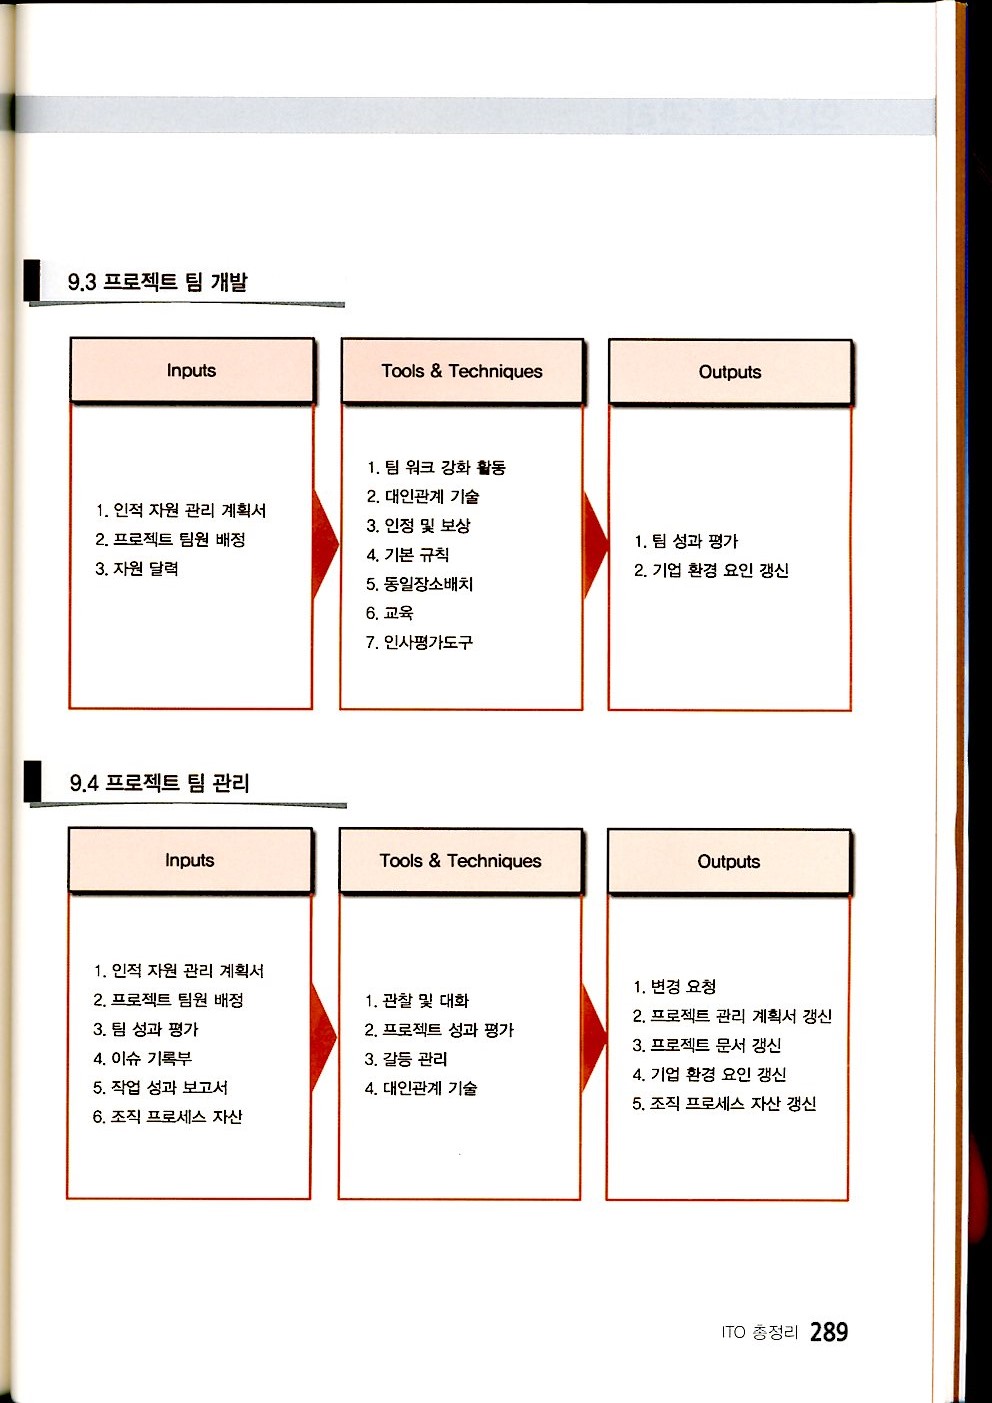 9.3 프로젝트 팀 개발
Inputs
1. 인적 자원 관리 계획서
2. 프로젝트 팀원 배정
3. 자원 달력
Tools & Techniques
1. 팀 워크 강화 활동
2. 대인관계 기술
3. 인정 및 보상
4. 기본 규칙
5. 동일장소배치
6. 교육
7. 인사평가도구
Outputs
1. 팀 성과 평가
2. 기업 환경 요인 갱신
9.4 프로젝트 팀 관리
Inputs
1. 인적 자원 관리 계획서
2. 프로젝트 팀원 배정
3. 팀 성과 평가
4. 이슈 기록부
5. 작업 성과 보고서
6. 조직 프로세스 자산
Tools & Techniques
1. 관찰 및 대화
2. 프로젝트 성과 평가
3. 갈등 관리
4. 대인관계 기술
Outputs
1. 변경 요청
2. 프로젝트 관리 계획서 갱신
3. 프로젝트 문서 갱신
4. 기업 환경 요인 갱신
5. 조직 프로세스 자산 갱신
ITO 총정리 289